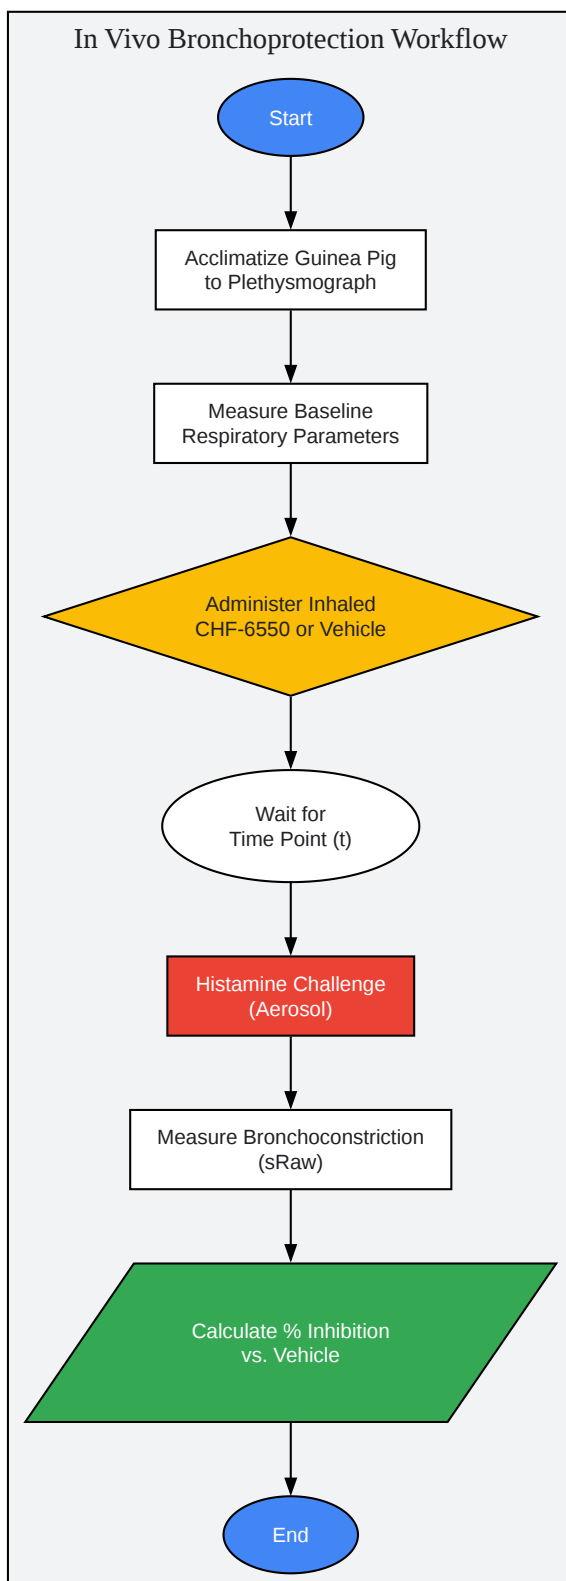 In Vivo Bronchoprotection Workflow
Start
Acclimatize Guinea Pig
to Plethysmograph
Measure Baseline
Respiratory Parameters
Administer Inhaled
CHF-6550 or Vehicle
Wait for
Time Point (t)
Histamine Challenge
(Aerosol)
Measure Bronchoconstriction
(sRaw)
Calculate % Inhibition
vs. Vehicle
End